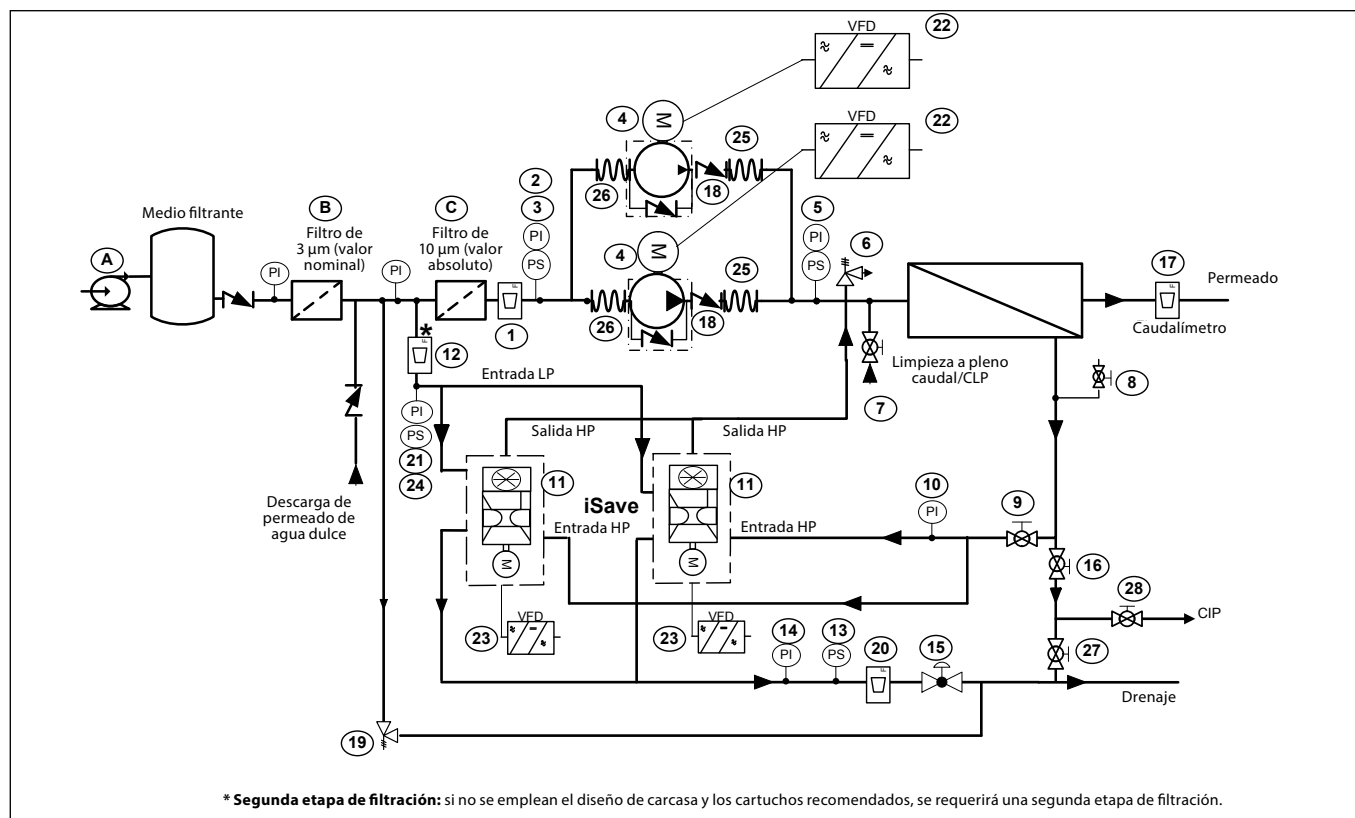 VFD
22
4
M
VFD
22
25
2
26
18
3
B
C
5
Medio filtrante
Filtro de
3 µm (valor
nominal)
Filtro de
10 µm (valor
absoluto)
PI
PS
4
M
PI
PS
6
17
A
PI
PI
25
F
F
Permeado
26
18
1
Caudalímetro
*
F
12
Limpieza a pleno
caudal/CLP
8
Entrada LP
7
PI
Salida HP
Salida HP
PS
21
11
11
10
24
iSave
PI
9
Descarga de
permeado de
agua dulce
Entrada HP
Entrada HP
M
M
16
28
VFD
VFD
CIP
23
23
14
13
20
15
27
PI
PS
F
Drenaje
19
* Segunda etapa de filtración: si no se emplean el diseño de carcasa y los cartuchos recomendados, se requerirá una segunda etapa de filtración.